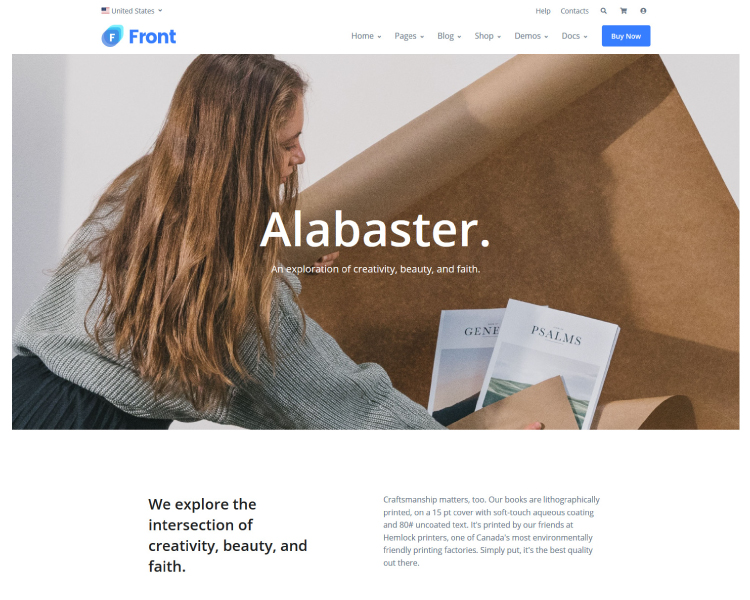 United States
Help Contacts
F Front
Home Pages Blog Shop Demos Docs Buy Now
Alabaster.
An exploration of creativity, beauty, and faith.
GENE
PSALMS
We explore the
intersection of
creativity, beauty, and
faith.
Craftsmanship matters, too. Our books are lithographically
printed, on a 15 pt cover with soft-touch aqueous coating
and 80# uncoated text. It's printed by our friends at
Hemlock printers, one of Canada's most environmentally
friendly printing factories. Simply put, it's the best quality
out there.